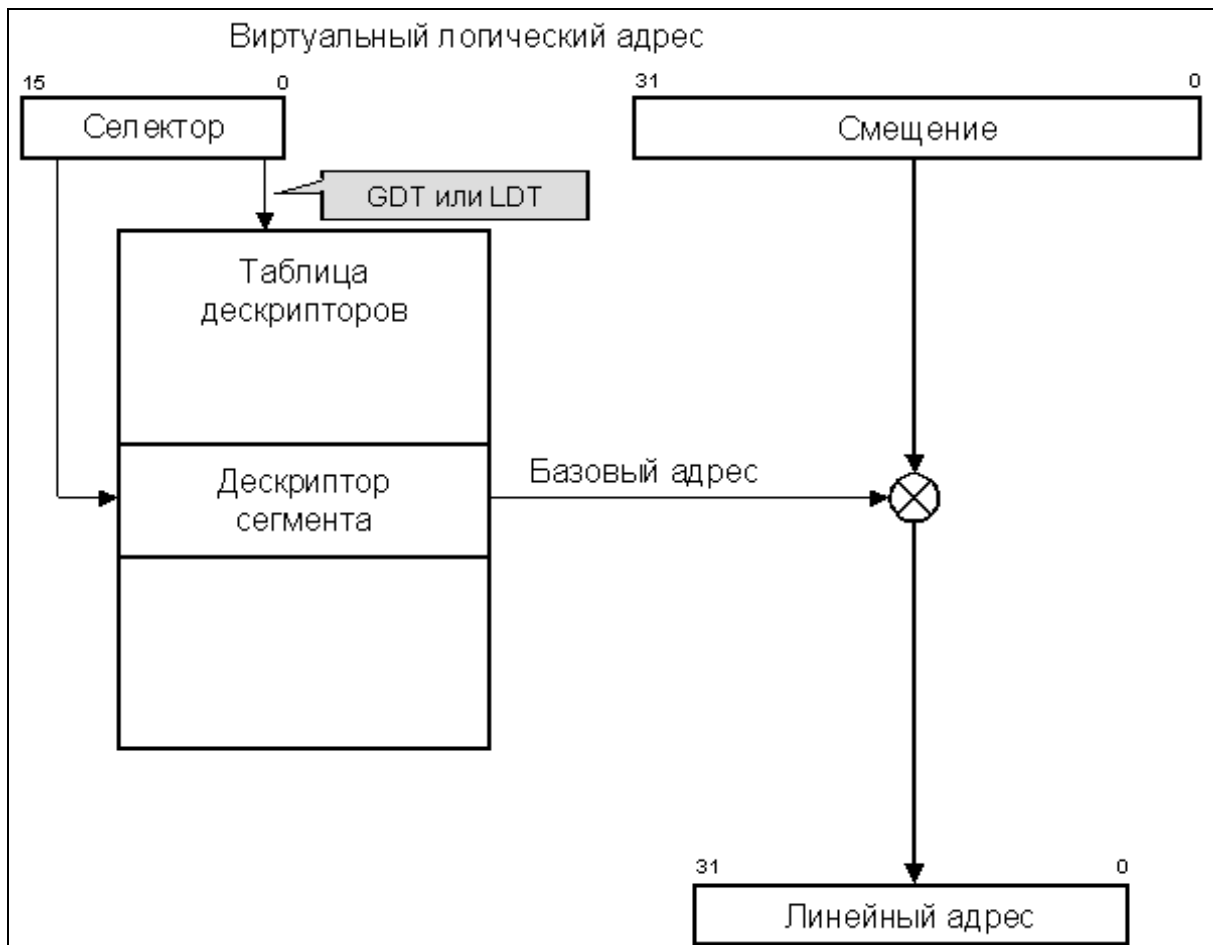 Виртуальный логический адрес
15 0
31 0
Селектор
Смещение
GDT или LDT
Таблица
дескрипторов
Базовый адрес
Дескриптор
сегмента
31 0
Линейный адрес